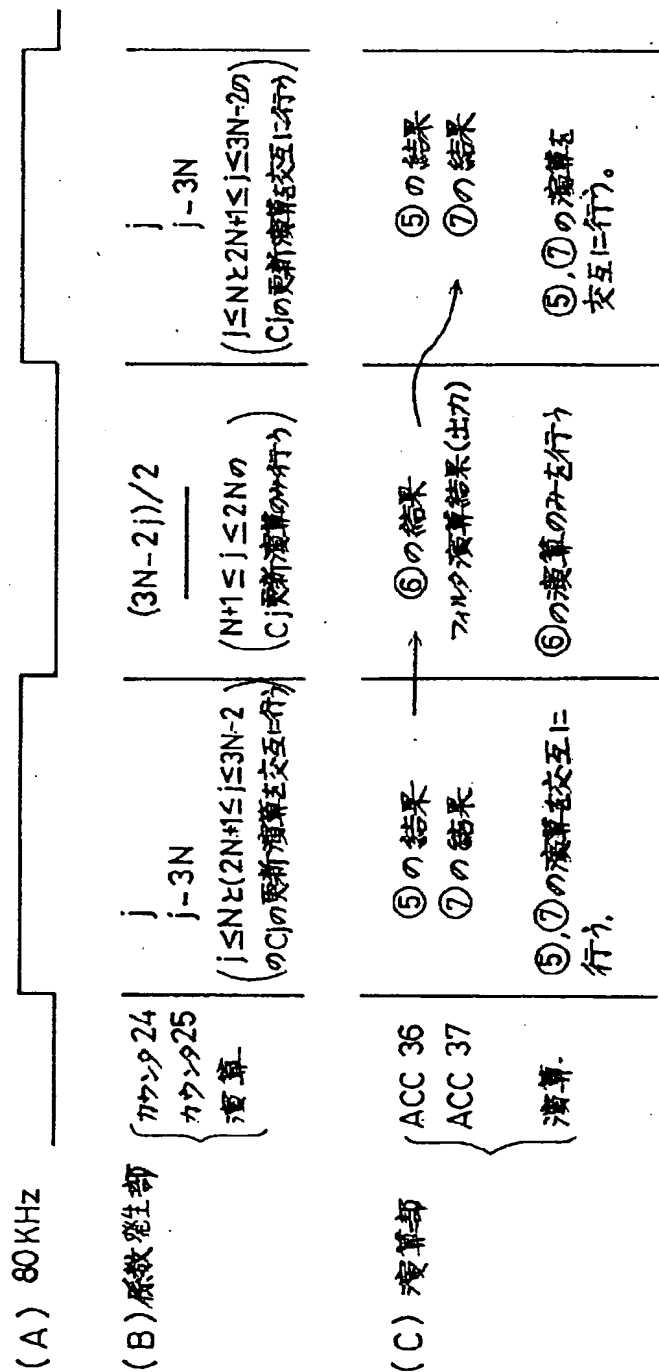 (A) 80KHz
(B) 係数発生部
カウンタ24
カウンタ25
演算
j
j-3N
(j≤Nと(2N+1≤j≤3N-2)
のCjの更新演算を交互に行う)
(3N-2j)/2
(N+1≤j≤2Nの
Cj更新演算のみ行う)
j
j-3N
(j≤Nと2N+1≤j≤3N-2の
Cjの更新演算を交互に行う)
(C) 演算部
ACC 36
ACC 37
演算
⑤の結果
⑦の結果
⑤,⑦の演算を交互に
行う。
⑥の結果
フィルタ演算結果(出力)
⑥の演算のみを行う
⑤の結果
⑦の結果
⑤,⑦の演算を
交互に行う。